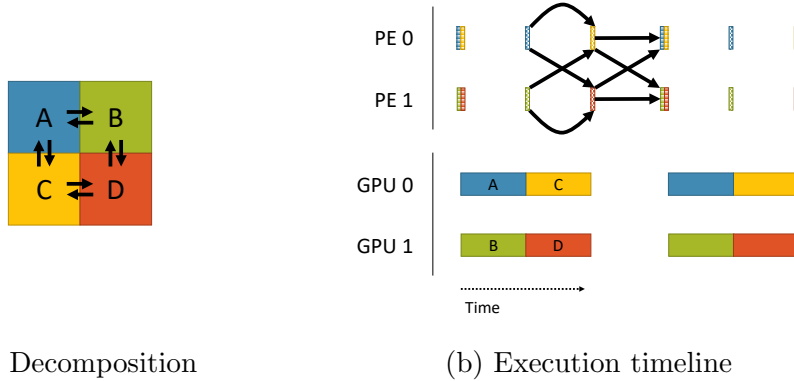 A B
C D
Decomposition
PE 0
PE 1
GPU 0
A C
GPU 1
B D
Time
(b) Execution timeline